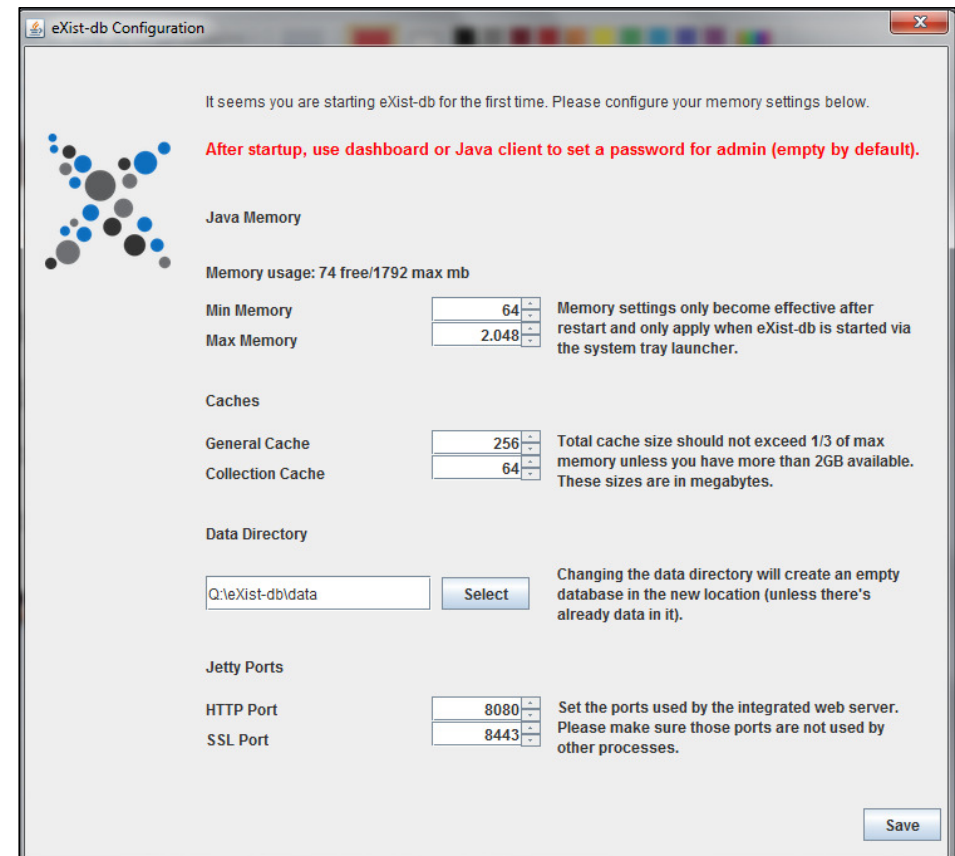 eXist-db Configuration
It seems you are starting eXist-db for the first time. Please configure your memory settings below.
After startup, use dashboard or Java client to set a password for admin (empty by default).
Java Memory
Memory usage: 74 free/1792 max mb
Min Memory 64
Max Memory 2.048
Memory settings only become effective after
restart and only apply when eXist-db is started via
the system tray launcher.
Caches
General Cache 256
Collection Cache 64
Total cache size should not exceed 1/3 of max
memory unless you have more than 2GB available.
These sizes are in megabytes.
Data Directory
Q:\eXist-db\data
Select
Changing the data directory will create an empty
database in the new location (unless there's
already data in it).
Jetty Ports
HTTP Port 8080
SSL Port 8443
Set the ports used by the integrated web server.
Please make sure those ports are not used by
other processes.
Save